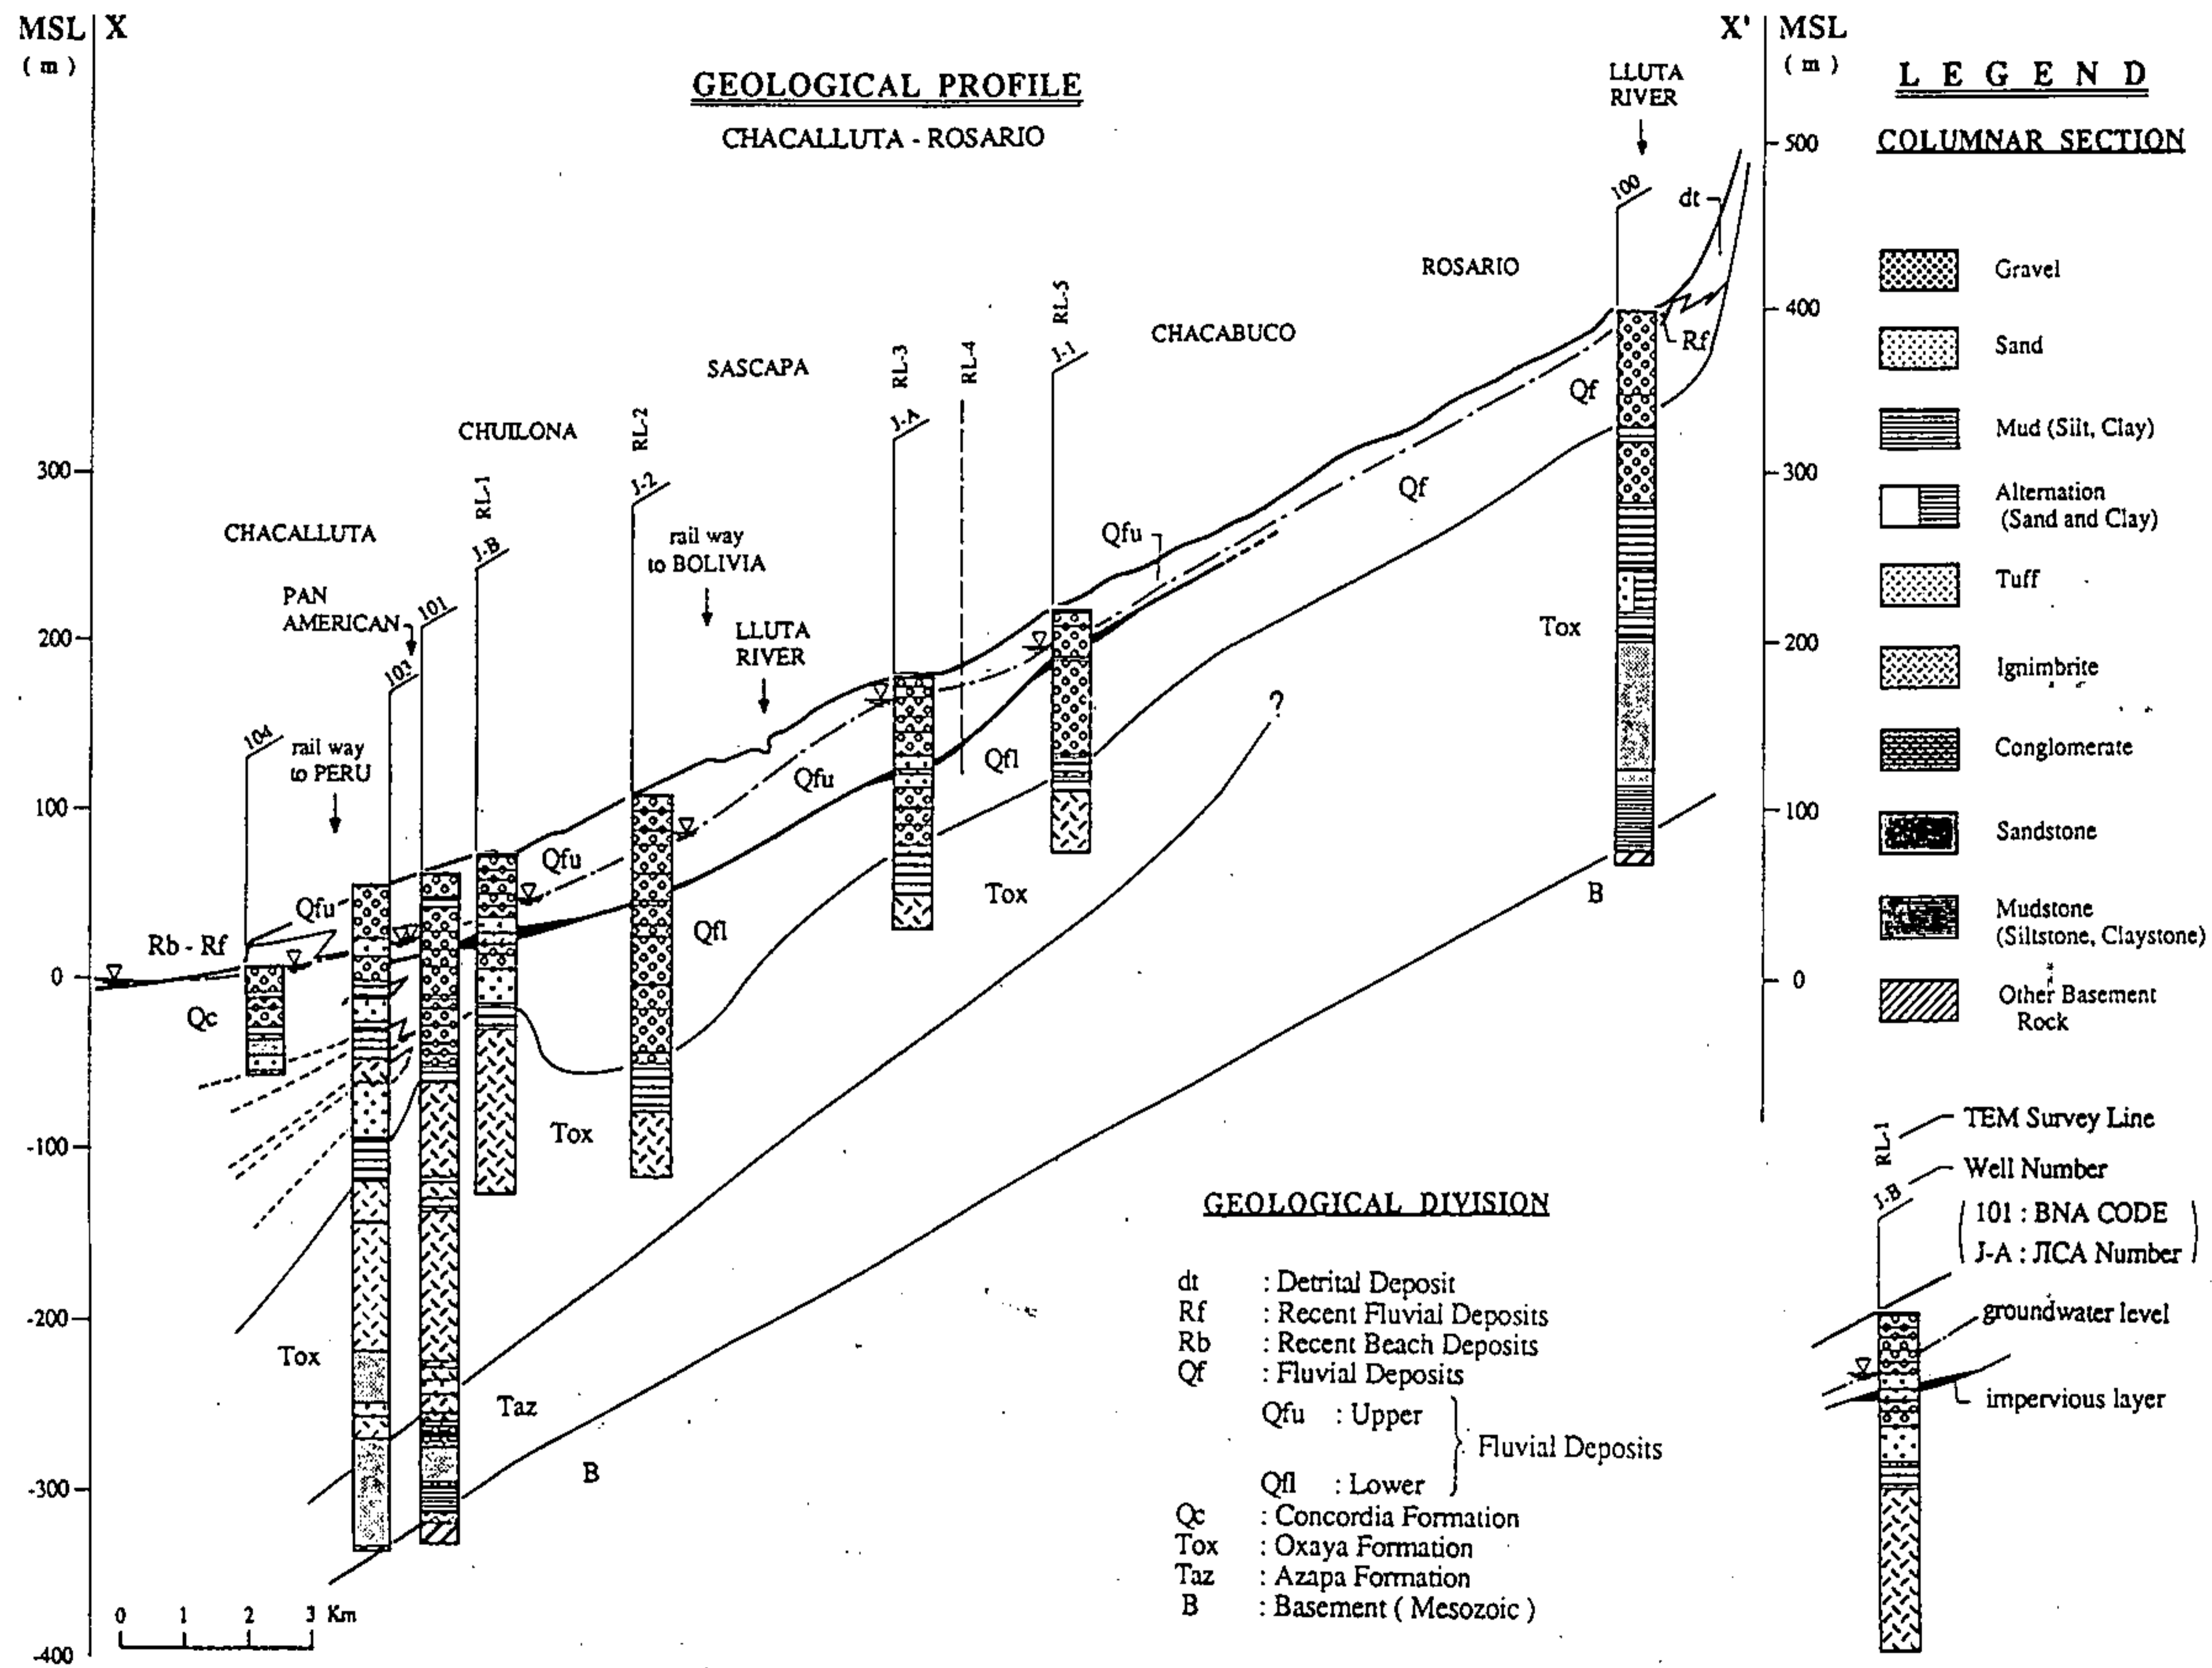 MSL X
( m )
X' MSL
( m )
GEOLOGICAL PROFILE
CHACALLUTA - ROSARIO
LLUTA
RIVER
500
400
300
200
100
0
300
200
100
0
-100
-200
-300
-400
CHACALLUTA
PAN
AMERICAN
rail way
to PERU
104
103
101
CHUILONA
RL-1
J-B
RL-2
J-2
SASCAPA
rail way
to BOLIVIA
LLUTA
RIVER
RL-3
J-A
RL-4
RL-5
J-1
CHACABUCO
ROSARIO
100
dt
Rf
Qf
Qf
Qfu
Tox
Qfu
Qfl
Tox
Qfu
Qfl
Tox
Qfu
Rb - Rf
Qc
Tox
Taz
B
B
?
0 1 2 3 Km
GEOLOGICAL DIVISION
dt : Detrital Deposit
Rf : Recent Fluvial Deposits
Rb : Recent Beach Deposits
Qf : Fluvial Deposits
Qfu : Upper
Fluvial Deposits
Qfl : Lower
Qc : Concordia Formation
Tox : Oxaya Formation
Taz : Azapa Formation
B : Basement ( Mesozoic )
LEGEND
COLUMNAR SECTION
Gravel
Sand
Mud (Silt, Clay)
Alternation
(Sand and Clay)
Tuff
Ignimbrite
Conglomerate
Sandstone
Mudstone
(Siltstone, Claystone)
Other Basement
Rock
RL-1
TEM Survey Line
Well Number
J-B
101 : BNA CODE
J-A : JICA Number
groundwater level
impervious layer